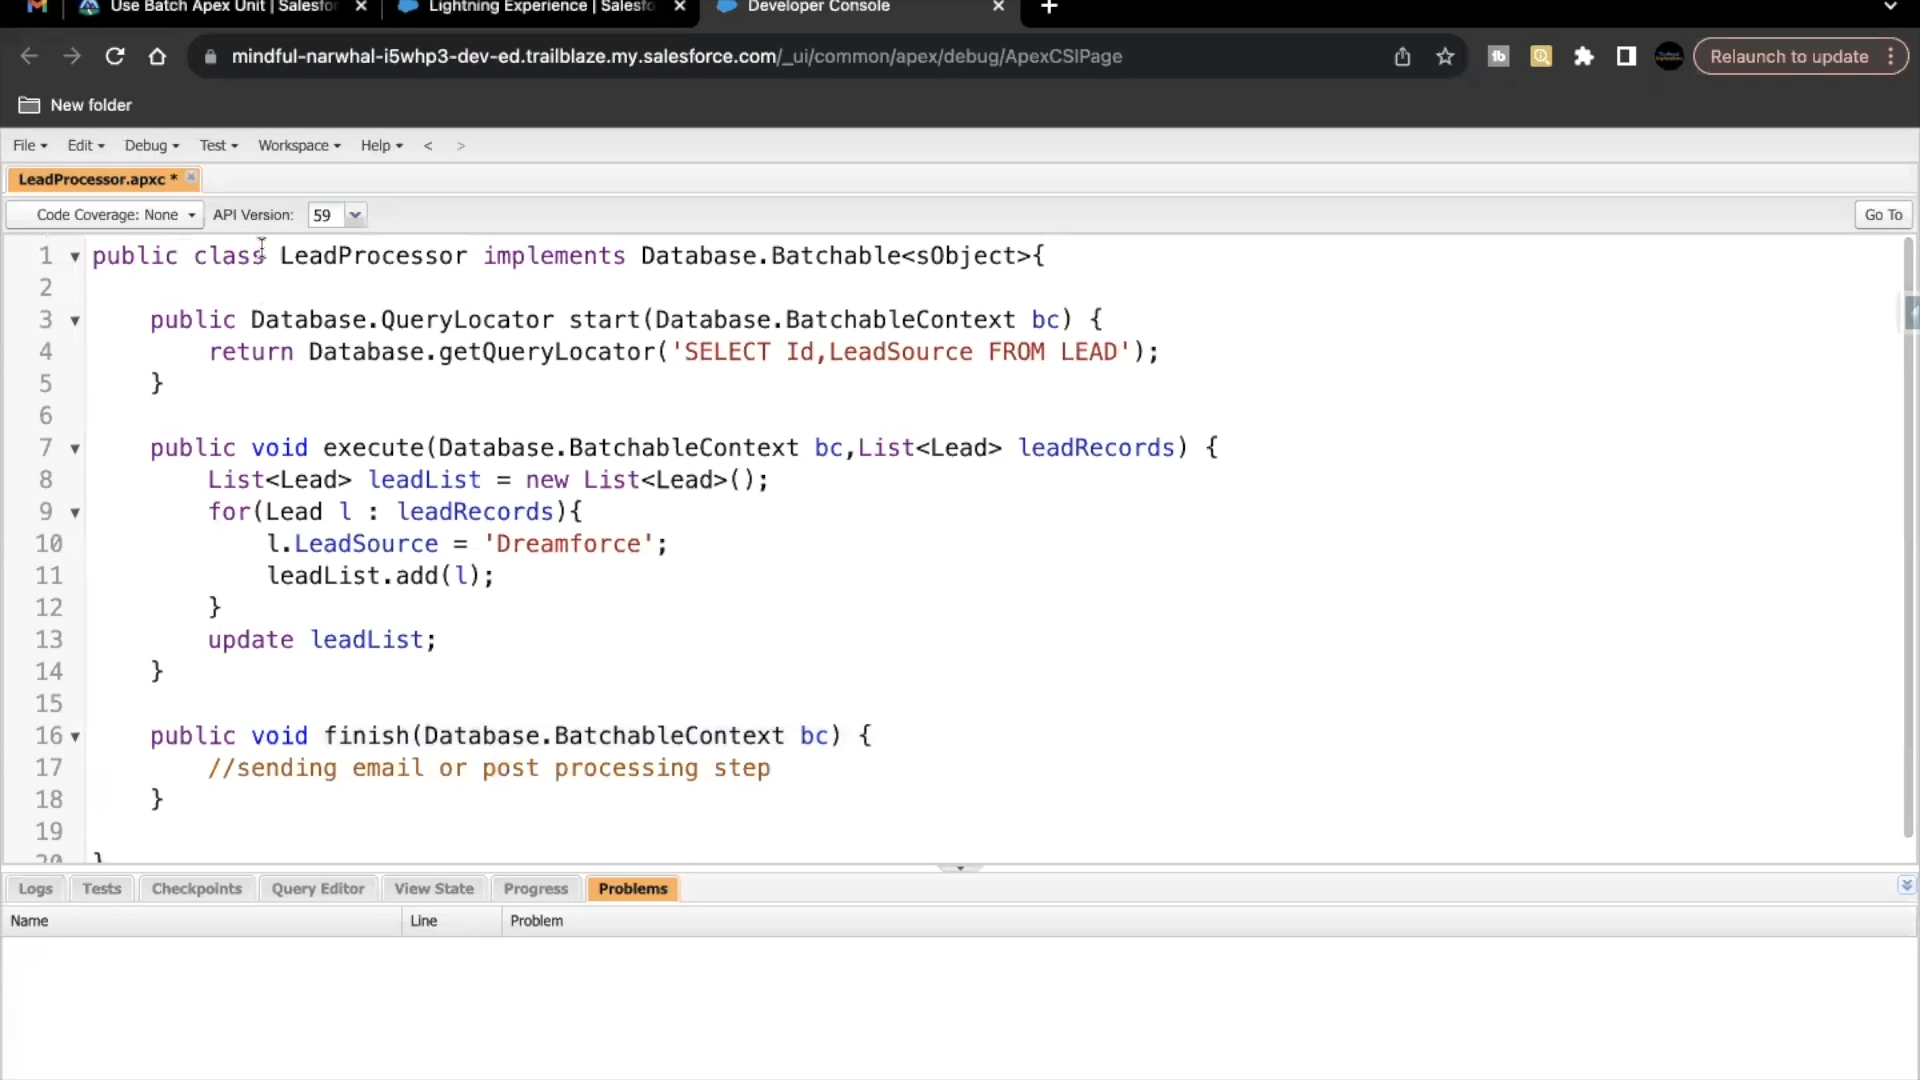 Use Batch Apex Unit | Salesfor
Lightning Experience | Salesfo
Developer Console
mindful-narwhal-i5whp3-dev-ed.trailblaze.my.salesforce.com/_ui/common/apex/debug/ApexCSIPage
Relaunch to update
New folder
File Edit Debug Test Workspace Help < >
LeadProcessor.apxc *
Code Coverage: None API Version: 59 Go To
1 public class LeadProcessor implements Database.Batchable<sObject>{
2
3 public Database.QueryLocator start(Database.BatchableContext bc) {
4 return Database.getQueryLocator('SELECT Id,LeadSource FROM LEAD');
5 }
6
7 public void execute(Database.BatchableContext bc,List<Lead> leadRecords) {
8 List<Lead> leadList = new List<Lead>();
9 for(Lead l : leadRecords){
10 l.LeadSource = 'Dreamforce';
11 leadList.add(l);
12 }
13 update leadList;
14 }
15
16 public void finish(Database.BatchableContext bc) {
17 //sending email or post processing step
18 }
19
20 }
Logs Tests Checkpoints Query Editor View State Progress Problems
Name Line Problem